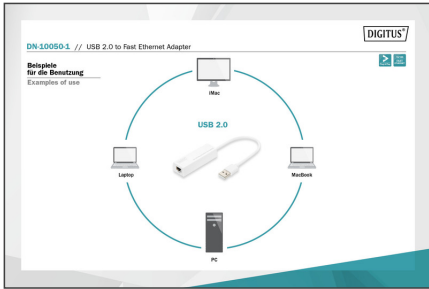 DIGITUS®
DN-10050-1 // USB 2.0 to Fast Ethernet Adapter
Beispiele
für die Benutzung
Examples of use
iMac
USB 2.0
Laptop
MacBook
PC